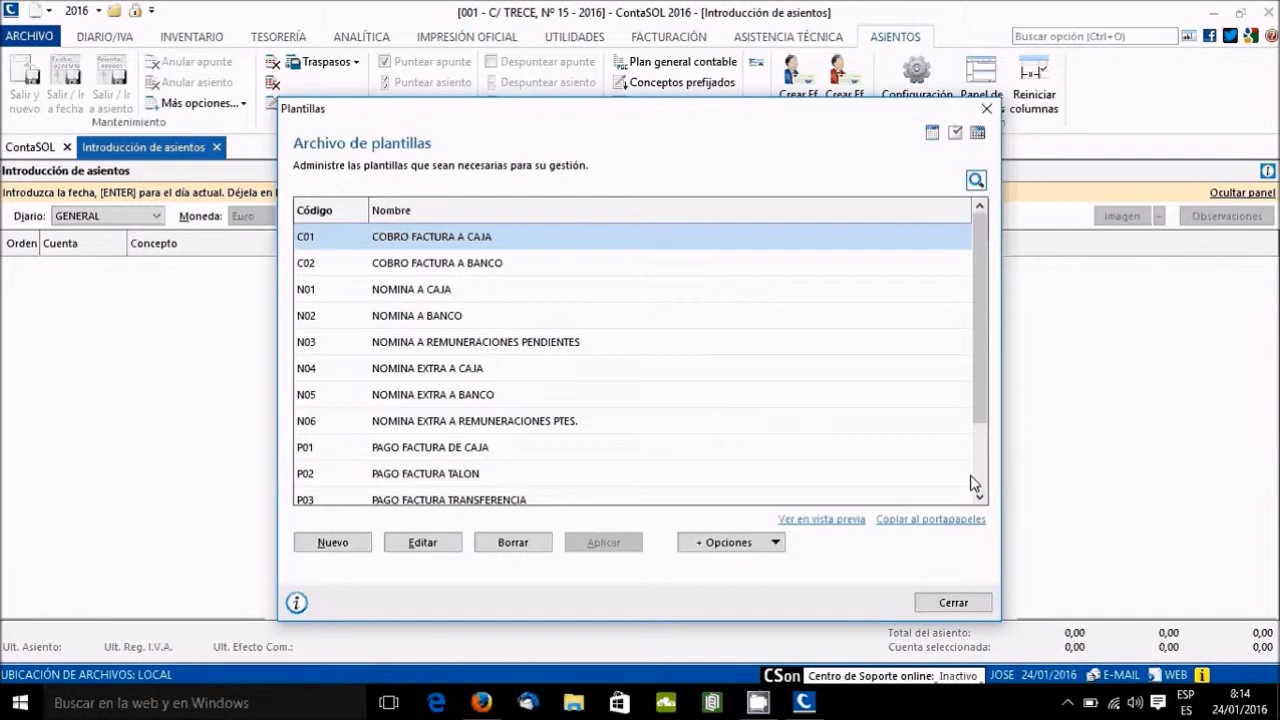 2016
[001 - C/ TRECE, Nº 15 - 2016] - ContaSOL 2016 - [Introducción de asientos]
ARCHIVO DIARIO/IVA INVENTARIO TESORERÍA ANALÍTICA IMPRESIÓN OFICIAL UTILIDADES FACTURACIÓN ASISTENCIA TÉCNICA ASIENTOS Buscar opción (Ctrl+O)
Salir y nuevo
Salir / Ir a fecha
Salir / Ir a asiento
Anular apunte
Anular asiento
Más opciones...
Mantenimiento
Traspasos
Puntear apunte
Puntear asiento
Despuntear apunte
Despuntear asiento
Plan general contable
Conceptos prefijados
Crear Ef
Crear Ef
Configuración
Panel de
Reiniciar columnas
ContaSOL
Introducción de asientos
Introducción de asientos
Introduzca la fecha, [ENTER] para el día actual. Déjela en
Ocultar panel
Diario: GENERAL Moneda: Euro
Imagen Observaciones
Orden Cuenta Concepto
Plantillas
Archivo de plantillas
Administre las plantillas que sean necesarias para su gestión.
Código Nombre
C01 COBRO FACTURA A CAJA
C02 COBRO FACTURA A BANCO
N01 NOMINA A CAJA
N02 NOMINA A BANCO
N03 NOMINA A REMUNERACIONES PENDIENTES
N04 NOMINA EXTRA A CAJA
N05 NOMINA EXTRA A BANCO
N06 NOMINA EXTRA A REMUNERACIONES PTES.
P01 PAGO FACTURA DE CAJA
P02 PAGO FACTURA TALON
P03 PAGO FACTURA TRANSFERENCIA
Ver en vista previa Copiar al portapapeles
Nuevo Editar Borrar Aplicar + Opciones
Cerrar
Ult. Asiento: Ult. Reg. I.V.A. Ult. Efecto Com.:
Total del asiento: 0,00 0,00 0,00
Cuenta seleccionada: 0,00 0,00 0,00
UBICACIÓN DE ARCHIVOS: LOCAL
CSon Centro de Soporte online: Inactivo JOSE 24/01/2016 E-MAIL WEB
Buscar en la web y en Windows
ESP
ES
8:14
24/01/2016